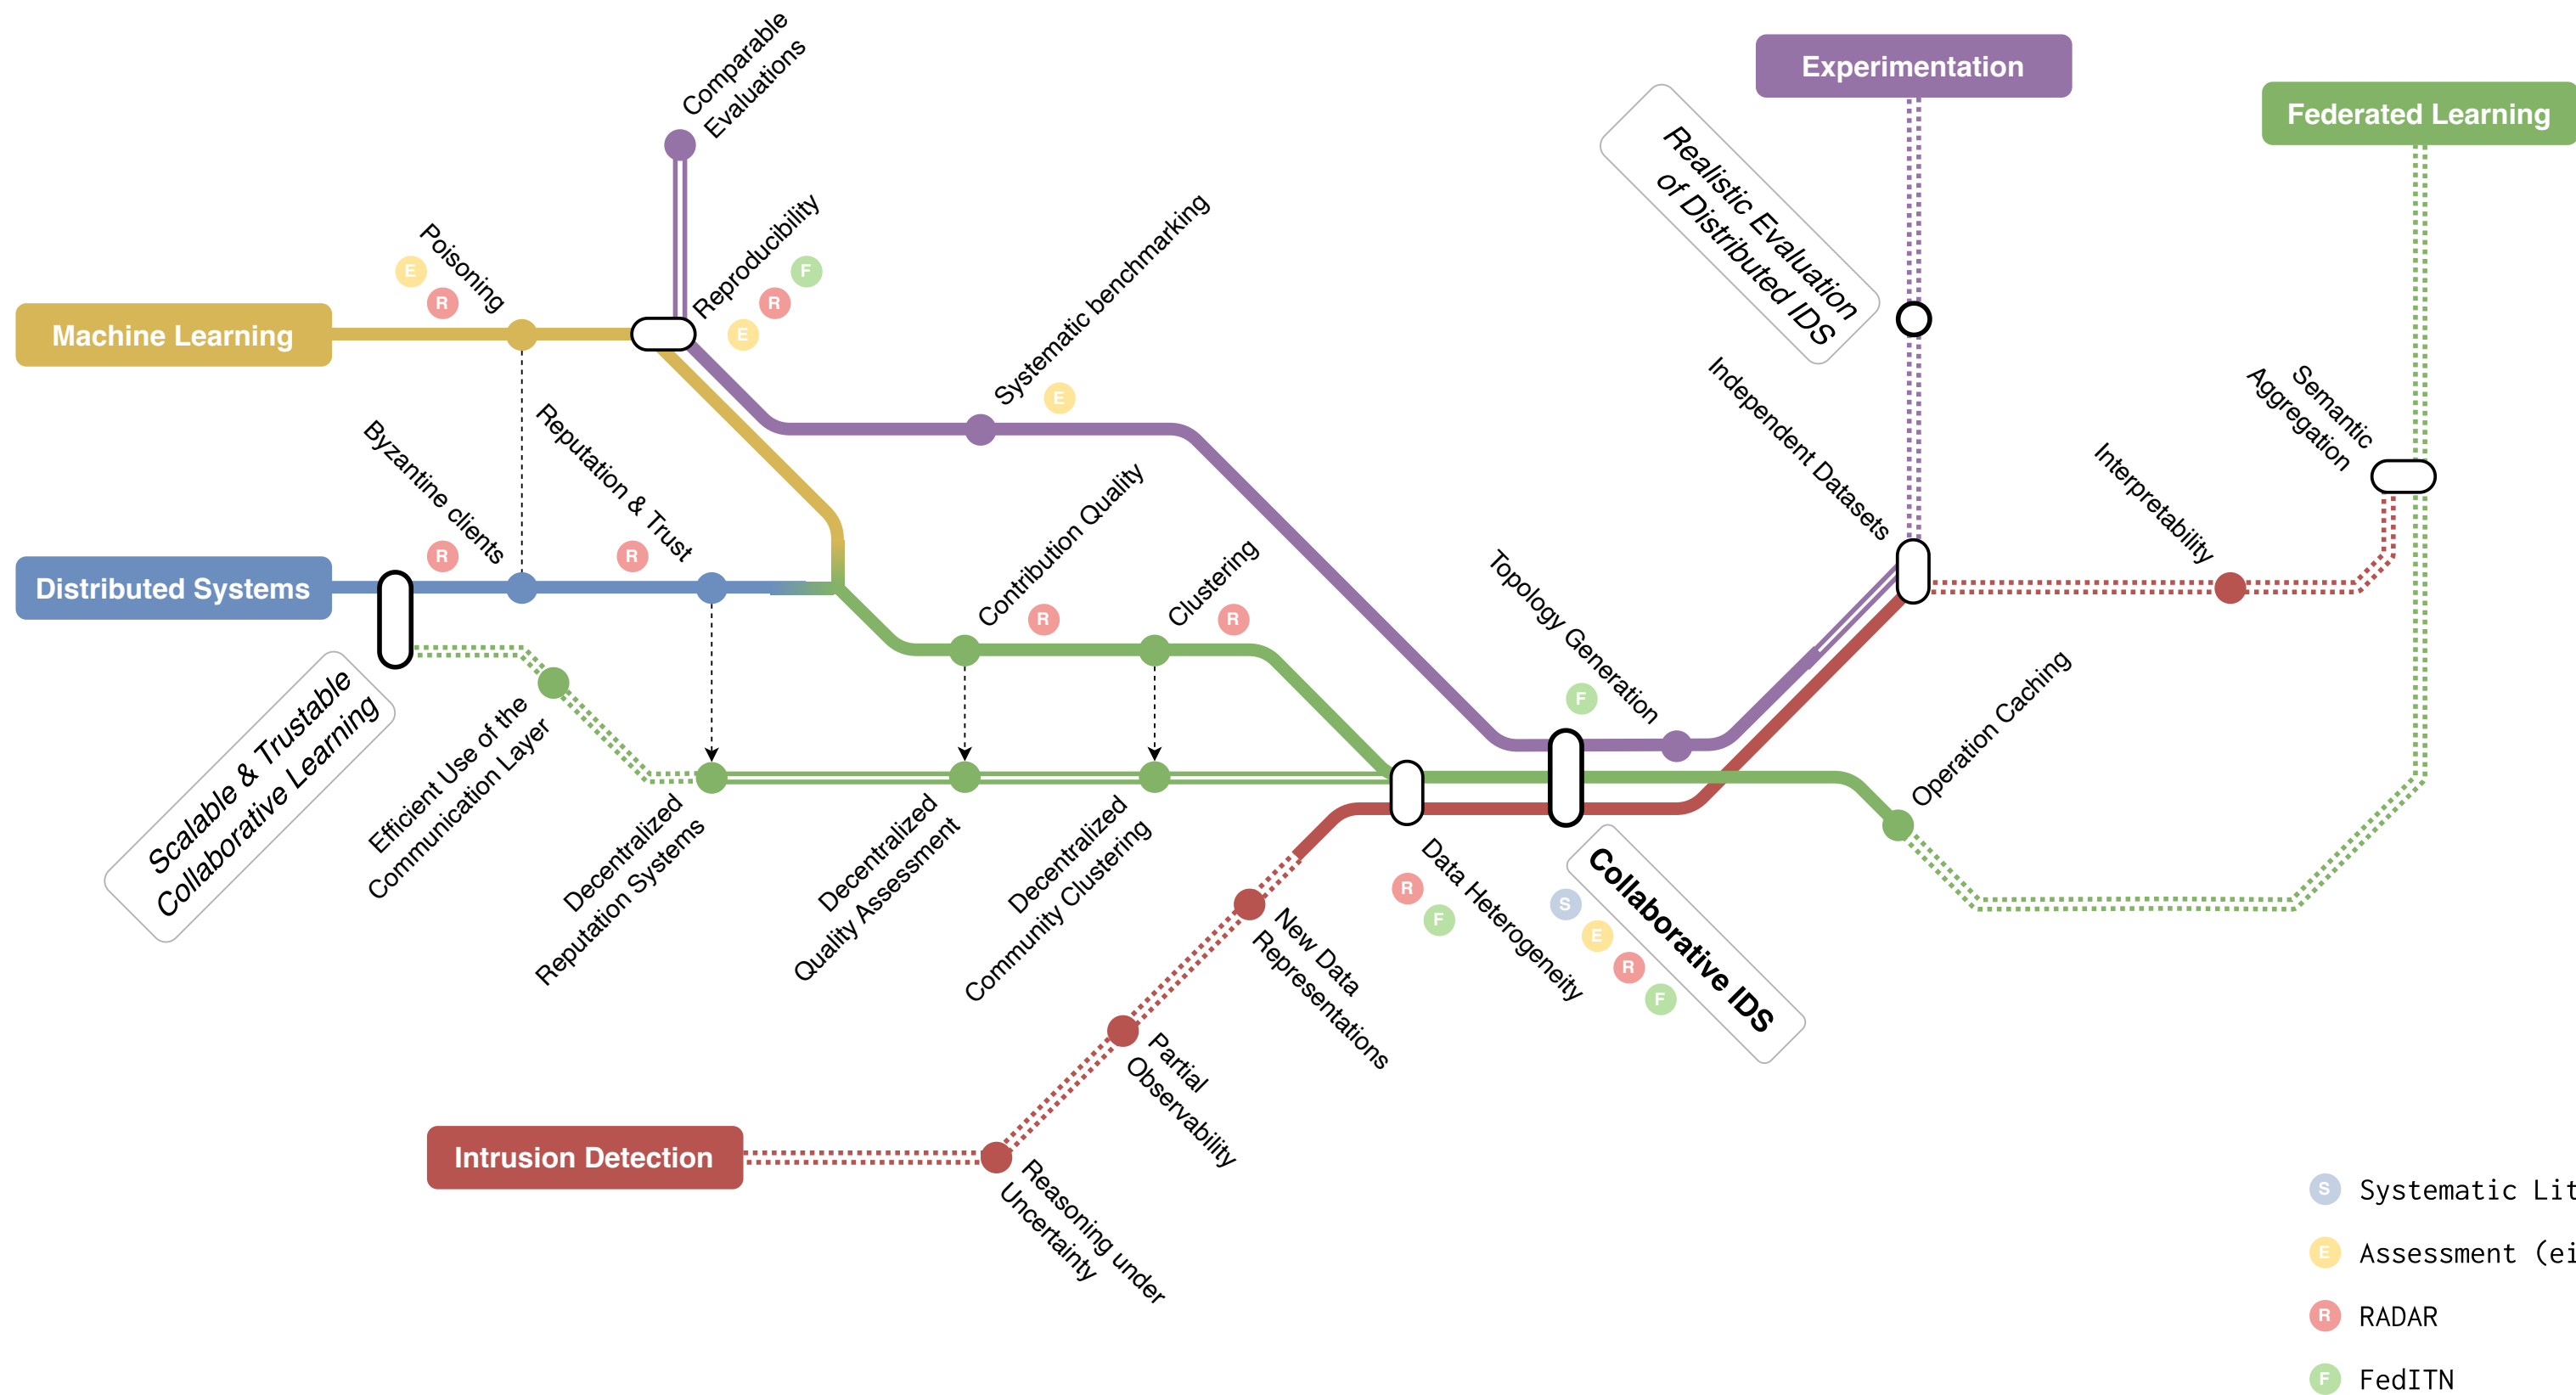 Comparable
Evaluations
Experimentation
Federated Learning
Realistic Evaluation
of Distributed IDS
Poisoning
E
R
Reproducibility
F
R
E
Machine Learning
Systematic benchmarking
E
Independent Datasets
Semantic
Aggregation
Interpretability
Byzantine clients
R
Reputation & Trust
R
Contribution Quality
R
Clustering
R
Distributed Systems
Topology Generation
F
Operation Caching
Scalable & Trustable
Collaborative Learning
Efficient Use of the
Communication Layer
Decentralized
Reputation Systems
Decentralized
Quality Assessment
Decentralized
Community Clustering
New Data
Representations
Data Heterogeneity
R
F
Collaborative IDS
S
E
R
F
Partial
Observability
Intrusion Detection
Reasoning under
Uncertainty
S Systematic Lit
E Assessment (ei
R RADAR
F FedITN